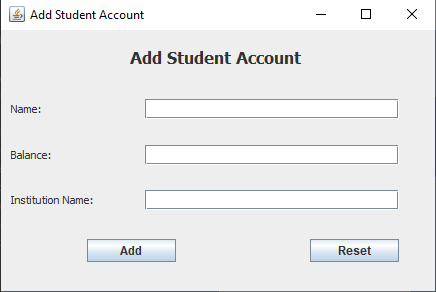 Add Student Account
Add Student Account
Name:
Balance:
Institution Name:
Add Reset